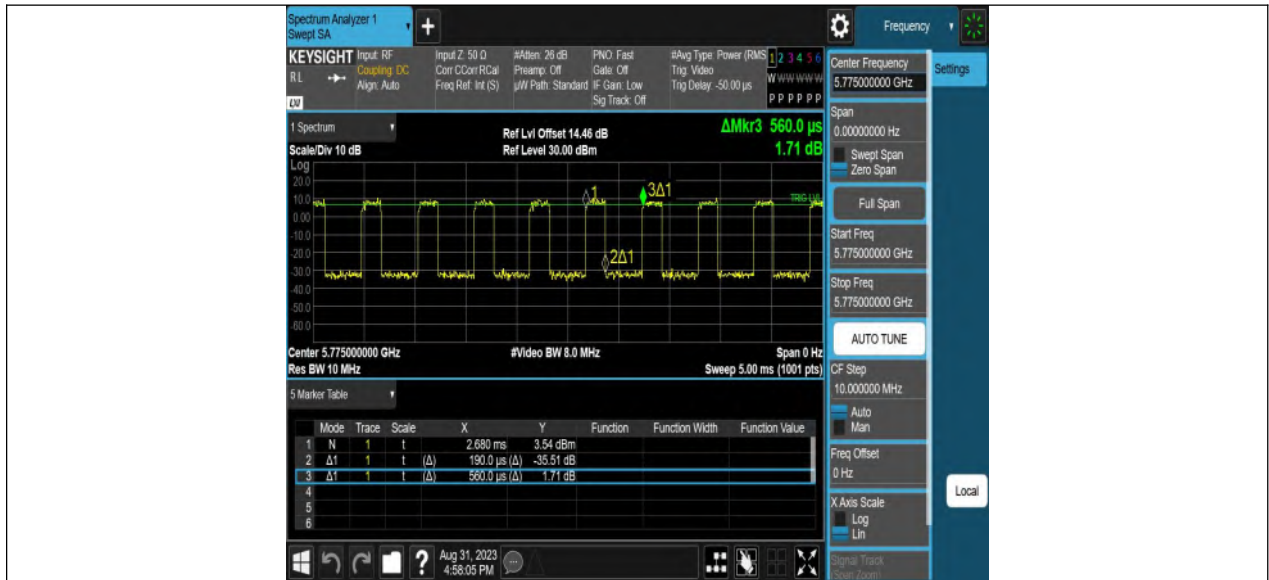 Spectrum Analyzer 1
Swept SA
+
Frequency
KEYSIGHT
RL
LXI
Input: RF
Coupling: DC
Align: Auto
Input Z: 50 Ω
Corr CCorr RCal
Freq Ref: Int (S)
#Atten: 26 dB
Preamp: Off
µW Path: Standard
PNO: Fast
Gate: Off
IF Gain: Low
Sig Track: Off
#Avg Type: Power (RMS
Trig: Video
Trig Delay: -50.00 µs
1 2 3 4 5 6
W W W W W W
P P P P P P
1 Spectrum
Scale/Div 10 dB
Ref Lvl Offset 14.46 dB
Ref Level 30.00 dBm
ΔMkr3 560.0 µs
1.71 dB
Log
20.0
10.0
0.00
-10.0
-20.0
-30.0
-40.0
-50.0
-60.0
1
3Δ1
2Δ1
TRIG LVL
Center 5.775000000 GHz
Res BW 10 MHz
#Video BW 8.0 MHz
Span 0 Hz
Sweep 5.00 ms (1001 pts)
5 Marker Table
Mode Trace Scale X Y Function Function Width Function Value
1 N 1 t 2.680 ms 3.54 dBm
2 Δ1 1 t (Δ) 190.0 µs (Δ) -35.51 dB
3 Δ1 1 t (Δ) 560.0 µs (Δ) 1.71 dB
4
5
6
?
Aug 31, 2023
4:58:05 PM
Center Frequency
5.775000000 GHz
Settings
Span
0.00000000 Hz
Swept Span
Zero Span
Full Span
Start Freq
5.775000000 GHz
Stop Freq
5.775000000 GHz
AUTO TUNE
CF Step
10.000000 MHz
Auto
Man
Freq Offset
0 Hz
Local
X Axis Scale
Log
Lin
Signal Track
(Span Zoom)